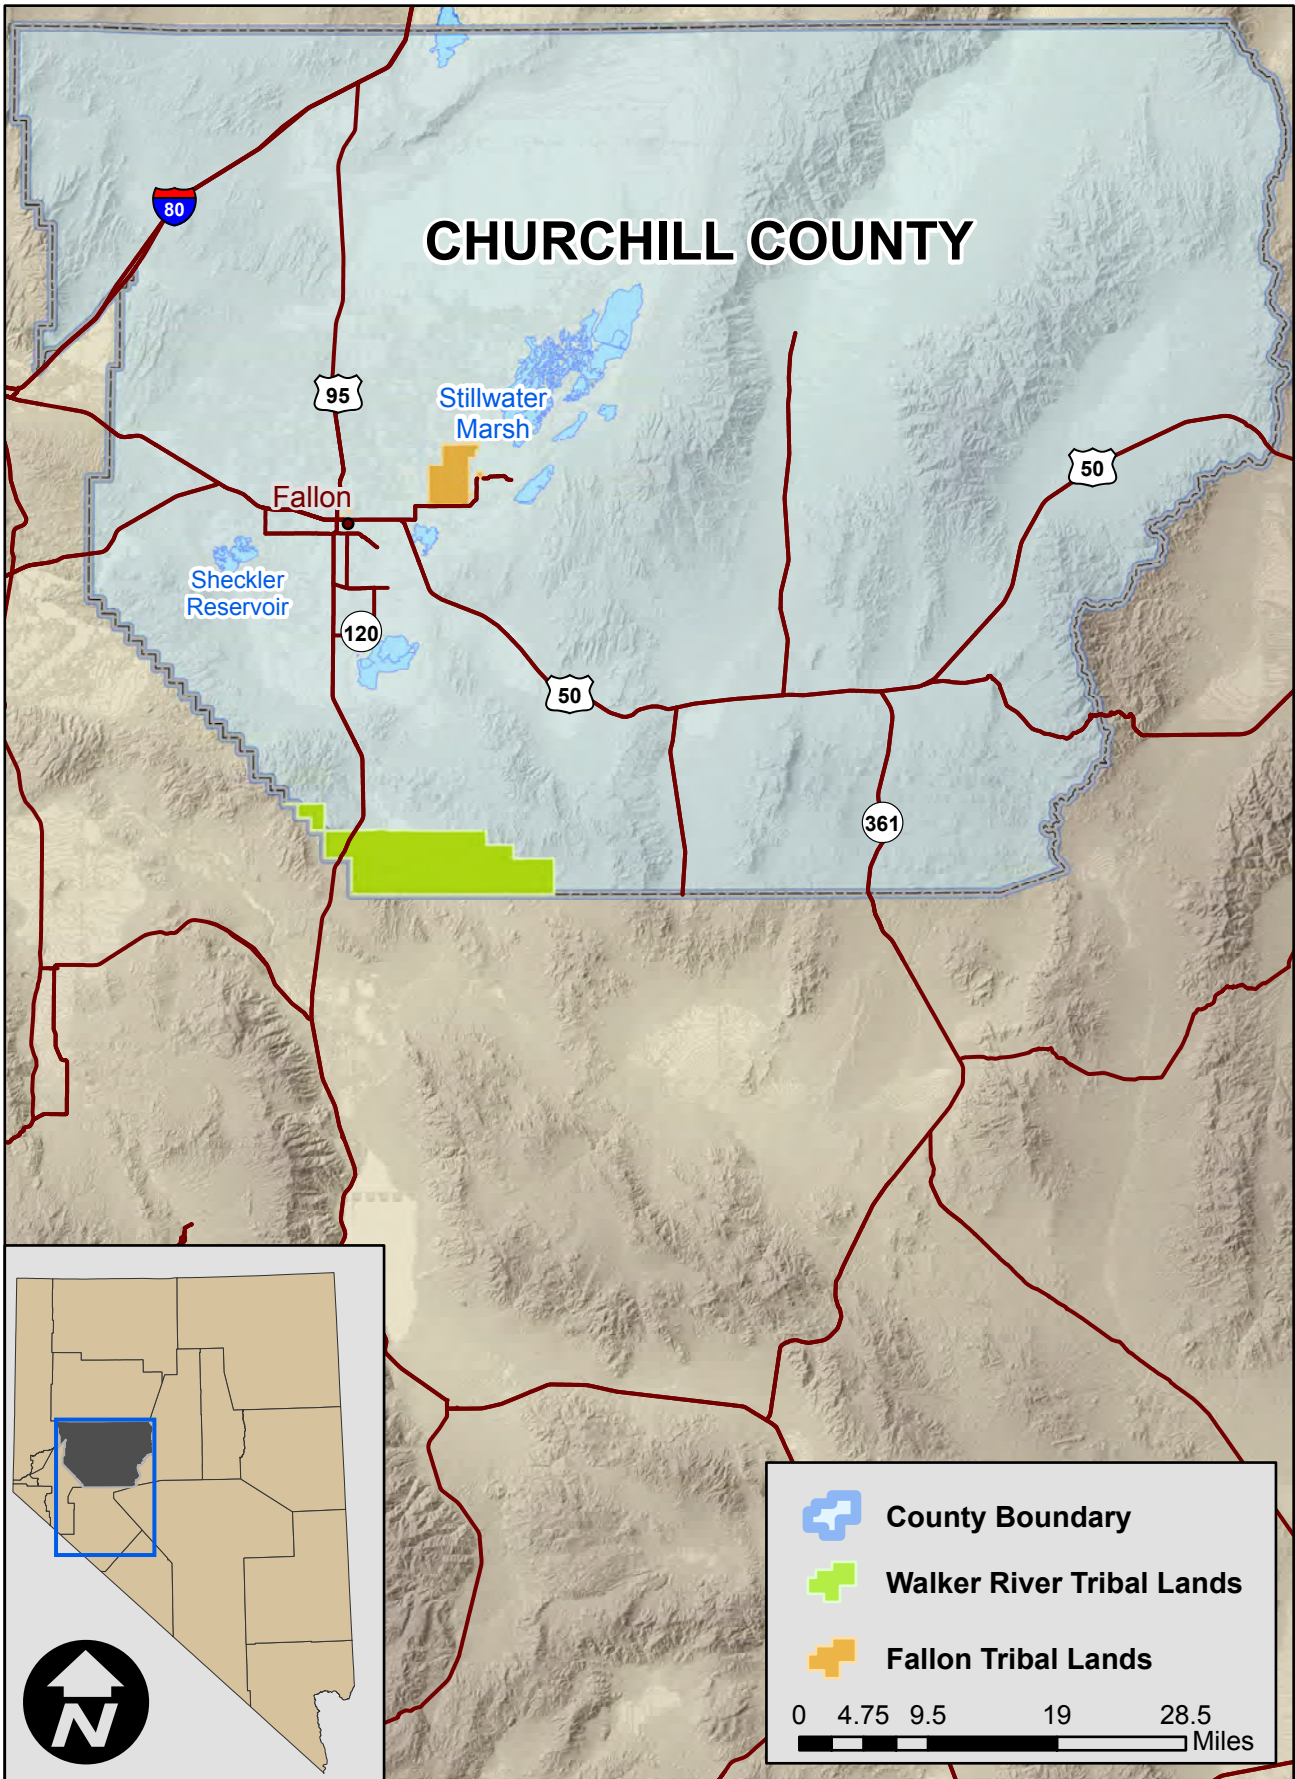 80
CHURCHILL COUNTY
95
Stillwater
Marsh
50
Fallon
Sheckler
Reservoir
120
50
361
County Boundary
Walker River Tribal Lands
Fallon Tribal Lands
0 4.75 9.5 19 28.5
Miles
N